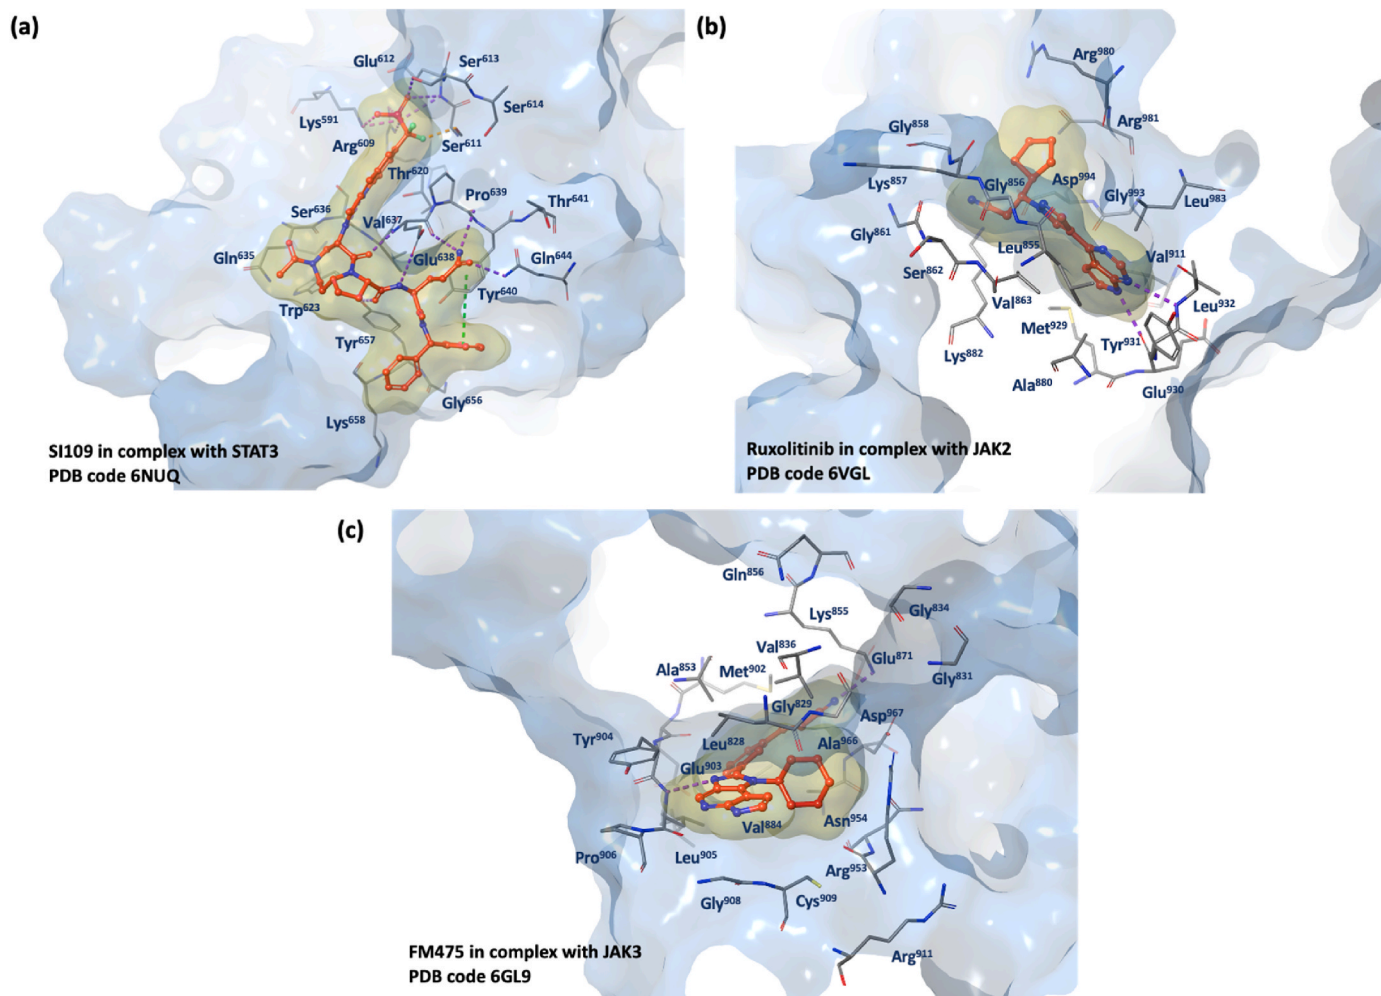 (a)
Glu612
Ser613
Ser614
Lys591
Arg609
Ser611
Thr620
Pro639
Thr641
Ser636
Val637
Gln635
Glu638
Gln644
Tyr640
Trp623
Tyr657
Gly656
Lys658
SI109 in complex with STAT3
PDB code 6NUQ
(b)
Arg980
Gly858
Arg981
Lys857
Gly856
Asp994
Gly993
Leu983
Gly861
Leu855
Val911
Ser862
Val863
Leu932
Met929
Tyr931
Lys882
Ala880
Glu930
Ruxolitinib in complex with JAK2
PDB code 6VGL
(c)
Gln856
Lys855
Gly834
Val836
Glu871
Ala853
Met902
Gly831
Gly829
Asp967
Tyr904
Leu828
Ala966
Glu903
Val884
Asn954
Pro906
Leu905
Arg953
Gly908
Cys909
Arg911
FM475 in complex with JAK3
PDB code 6GL9